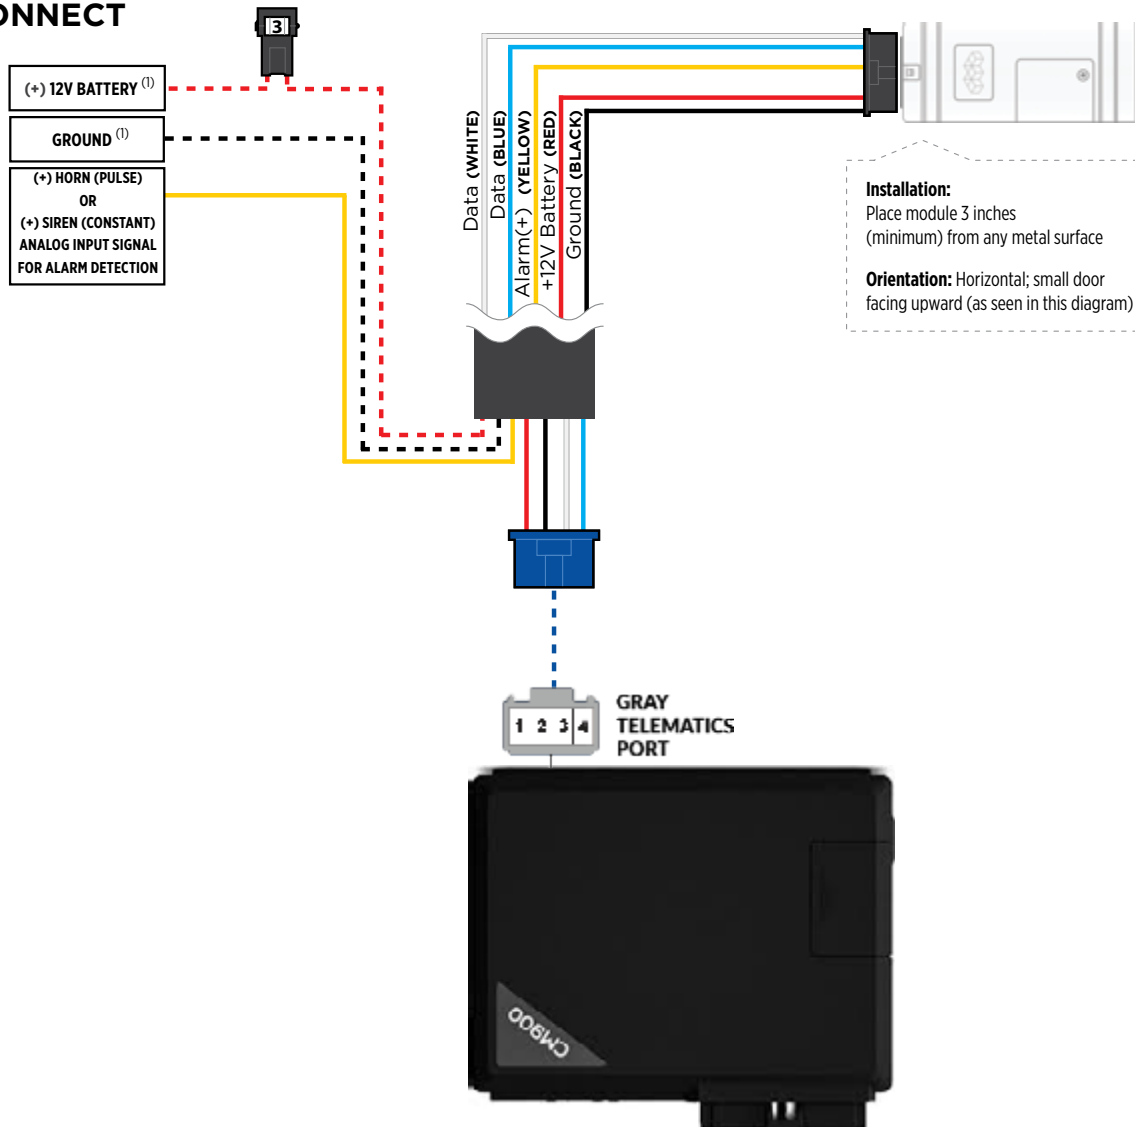 ONNECT
3
(+) 12V BATTERY (1)
GROUND (1)
(+) HORN (PULSE)
OR
(+) SIREN (CONSTANT)
ANALOG INPUT SIGNAL
FOR ALARM DETECTION
Data (WHITE)
Data (BLUE)
Alarm(+) (YELLOW)
+12V Battery (RED)
Ground (BLACK)
Installation:
Place module 3 inches
(minimum) from any metal surface
Orientation: Horizontal; small door
facing upward (as seen in this diagram)
1 2 3 4
GRAY
TELEMATICS
PORT
CM900